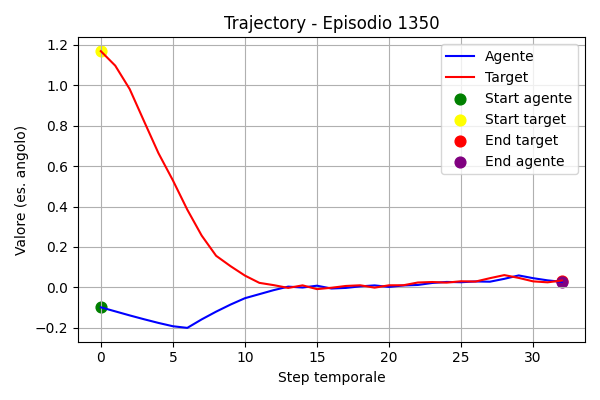 Trajectory - Episodio 1350
Valore (es. angolo)
1.2
1.0
0.8
0.6
0.4
0.2
0.0
−0.2
Agente
Target
Start agente
Start target
End target
End agente
0 5 10 15 20 25 30
Step temporale